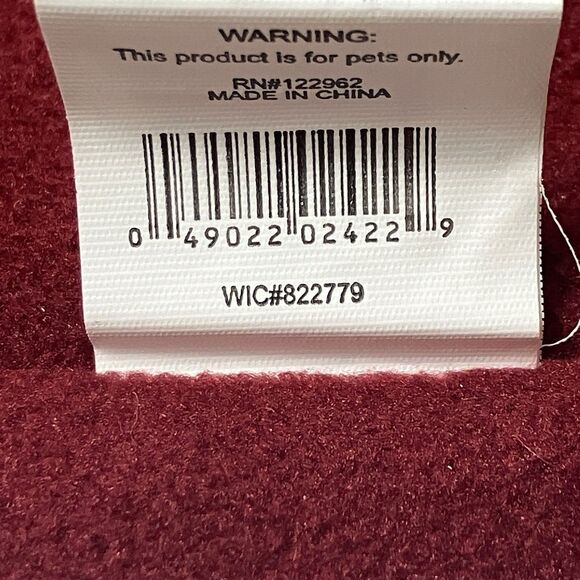 WARNING:
This product is for pets only.
RN#122962
MADE IN CHINA
0 49022 02422 9
WIC#822779